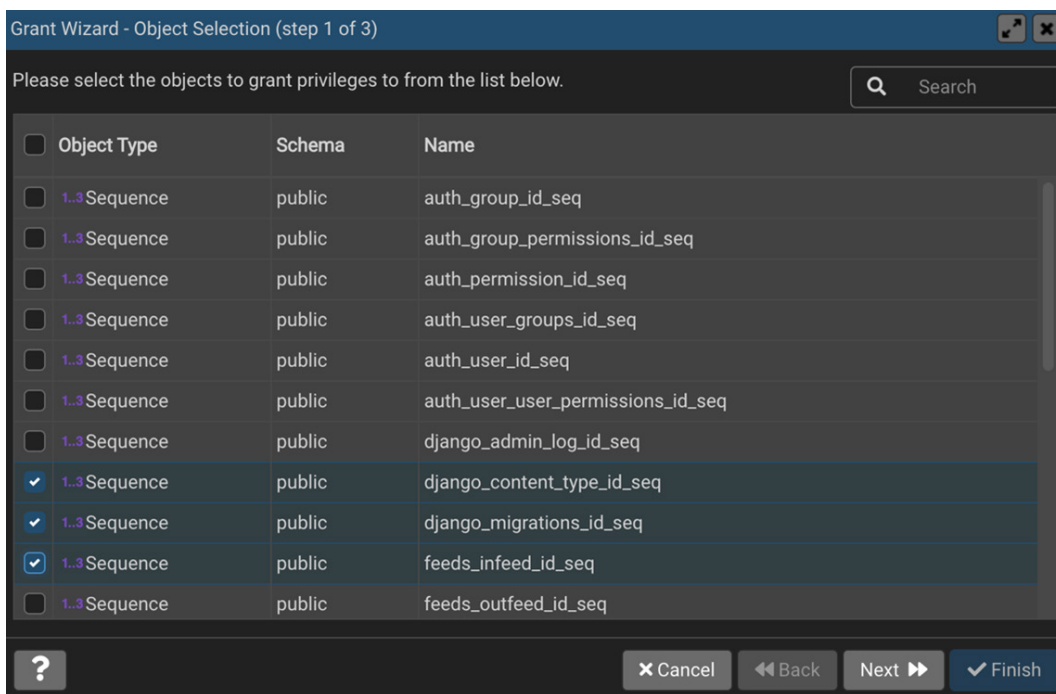 Grant Wizard - Object Selection (step 1 of 3)
Please select the objects to grant privileges to from the list below.
Search
Object Type Schema Name
1..3 Sequence public auth_group_id_seq
1..3 Sequence public auth_group_permissions_id_seq
1..3 Sequence public auth_permission_id_seq
1..3 Sequence public auth_user_groups_id_seq
1..3 Sequence public auth_user_id_seq
1..3 Sequence public auth_user_user_permissions_id_seq
1..3 Sequence public django_admin_log_id_seq
1..3 Sequence public django_content_type_id_seq
1..3 Sequence public django_migrations_id_seq
1..3 Sequence public feeds_infeed_id_seq
1..3 Sequence public feeds_outfeed_id_seq
? Cancel Back Next Finish